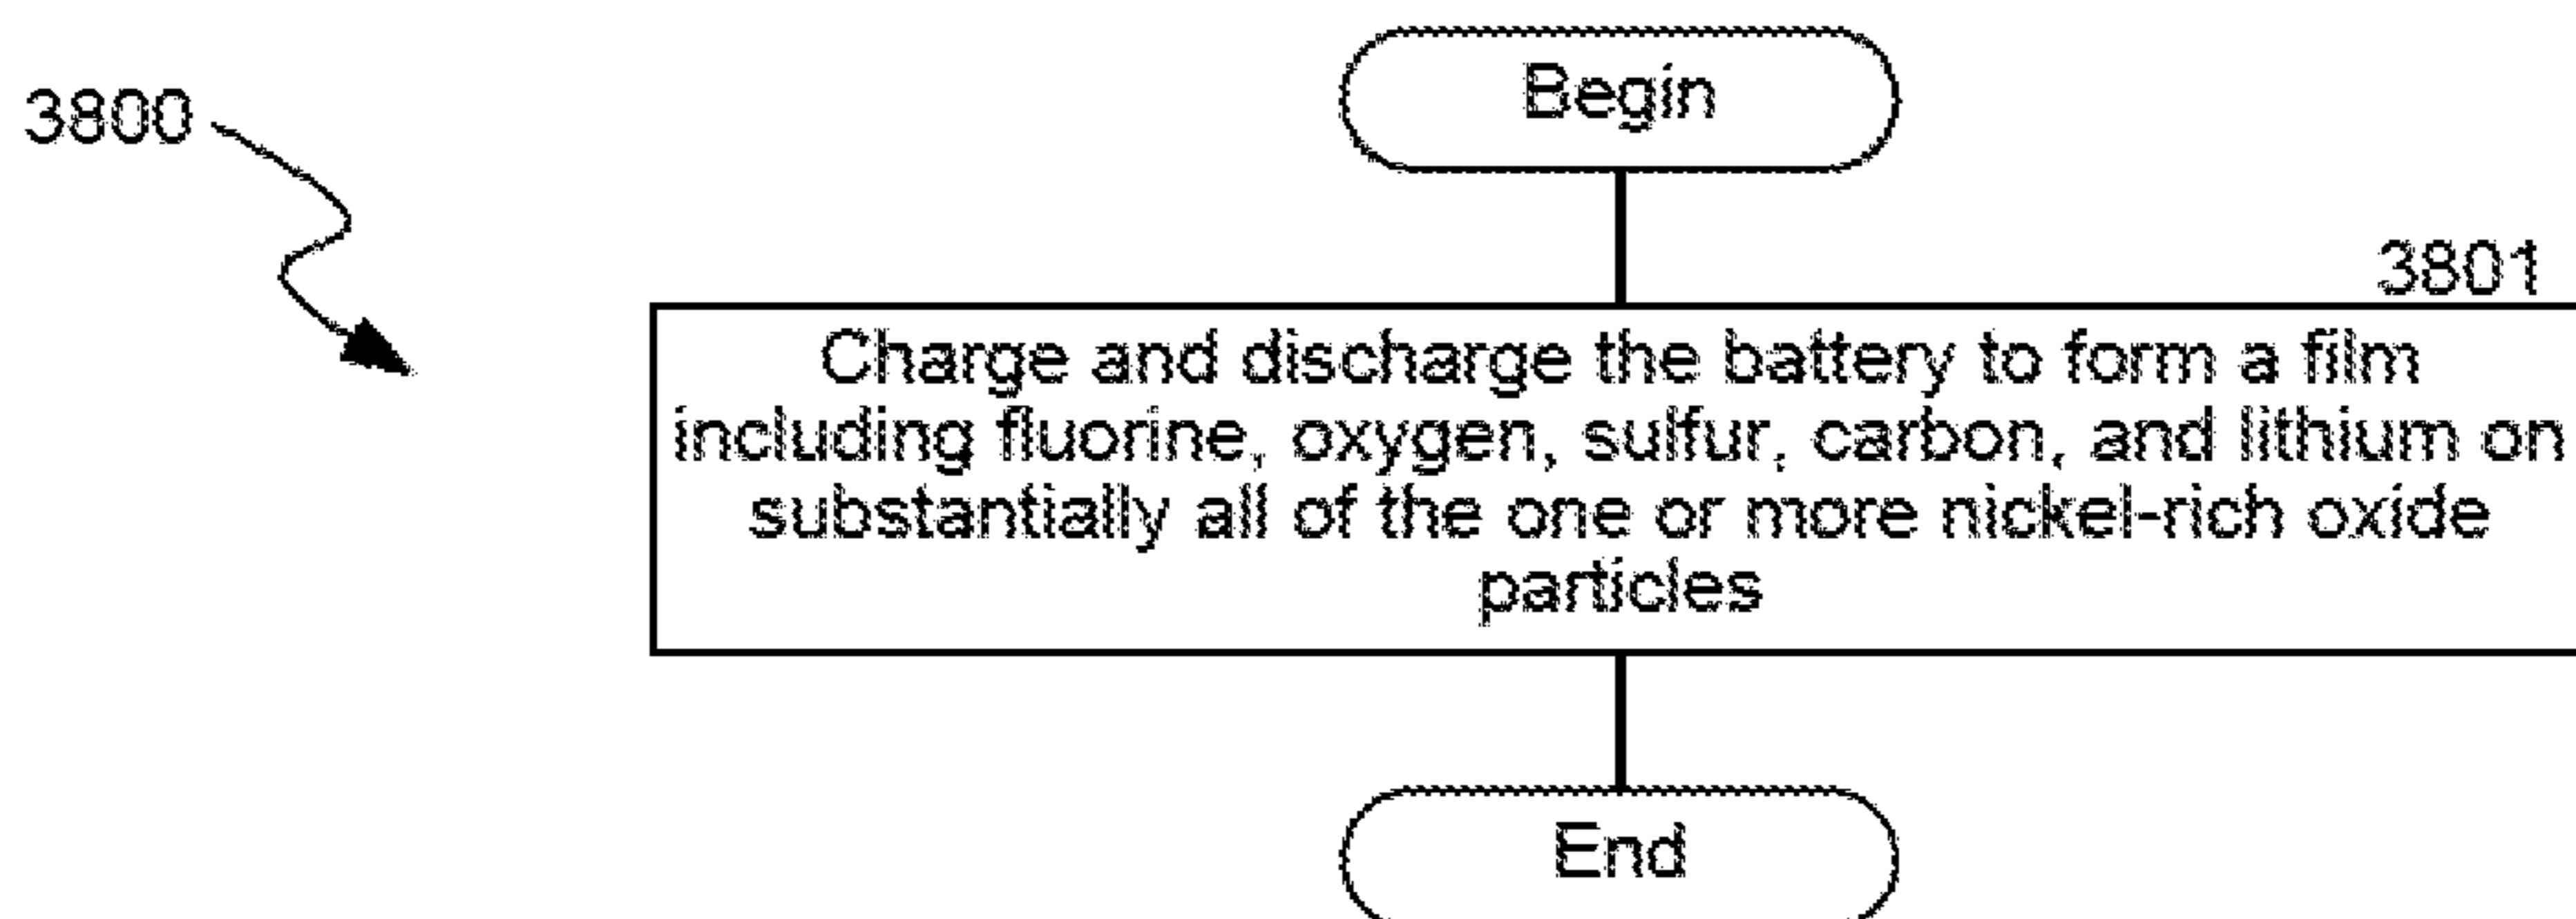 Begin
3800
3801
Charge and discharge the battery to form a film
including fluorine, oxygen, sulfur, carbon, and lithium on
substantially all of the one or more nickel-rich oxide
particles
End